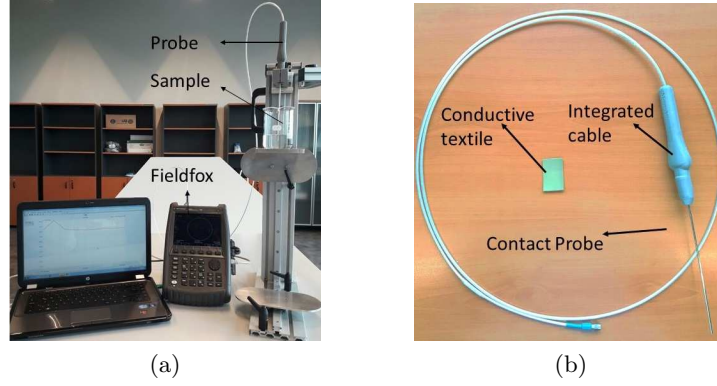 Probe
Sample
Fieldfox
(a)
Conductive
textile
Integrated
cable
Contact Probe
(b)